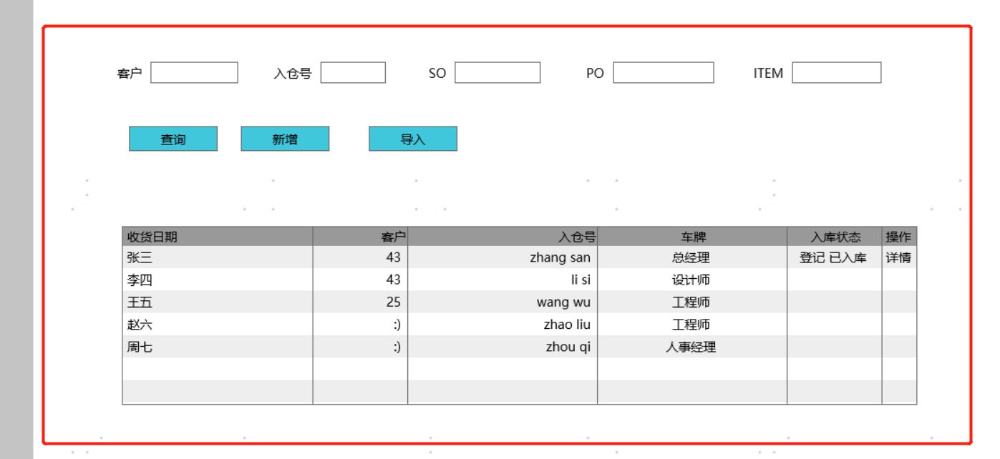 客户 入仓号 SO PO ITEM
查询 新增 导入
收货日期 客户 入仓号 车牌 入库状态 操作
张三 43 zhang san 总经理 登记 已入库 详情
李四 43 li si 设计师
王五 25 wang wu 工程师
赵六 :) zhao liu 工程师
周七 :) zhou qi 人事经理